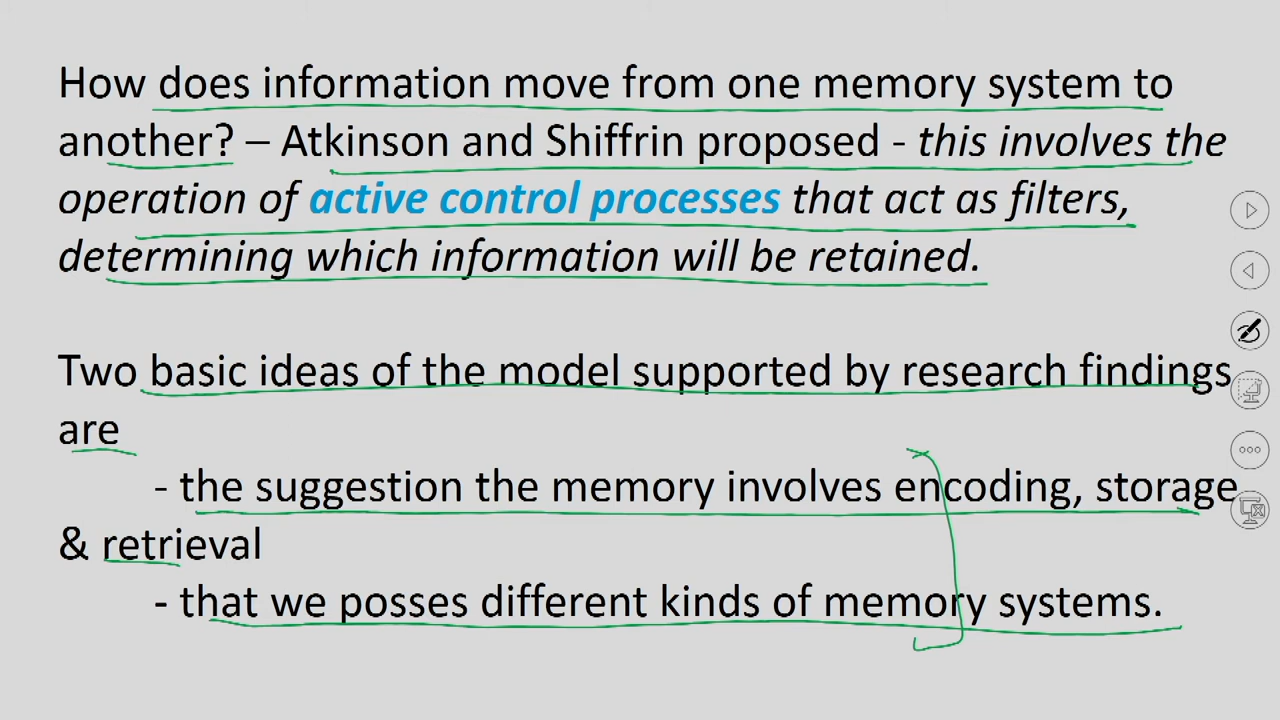 How does information move from one memory system to
another? – Atkinson and Shiffrin proposed - this involves the
operation of active control processes that act as filters,
determining which information will be retained.
Two basic ideas of the model supported by research findings
are
- the suggestion the memory involves encoding, storage
& retrieval
- that we posses different kinds of memory systems.